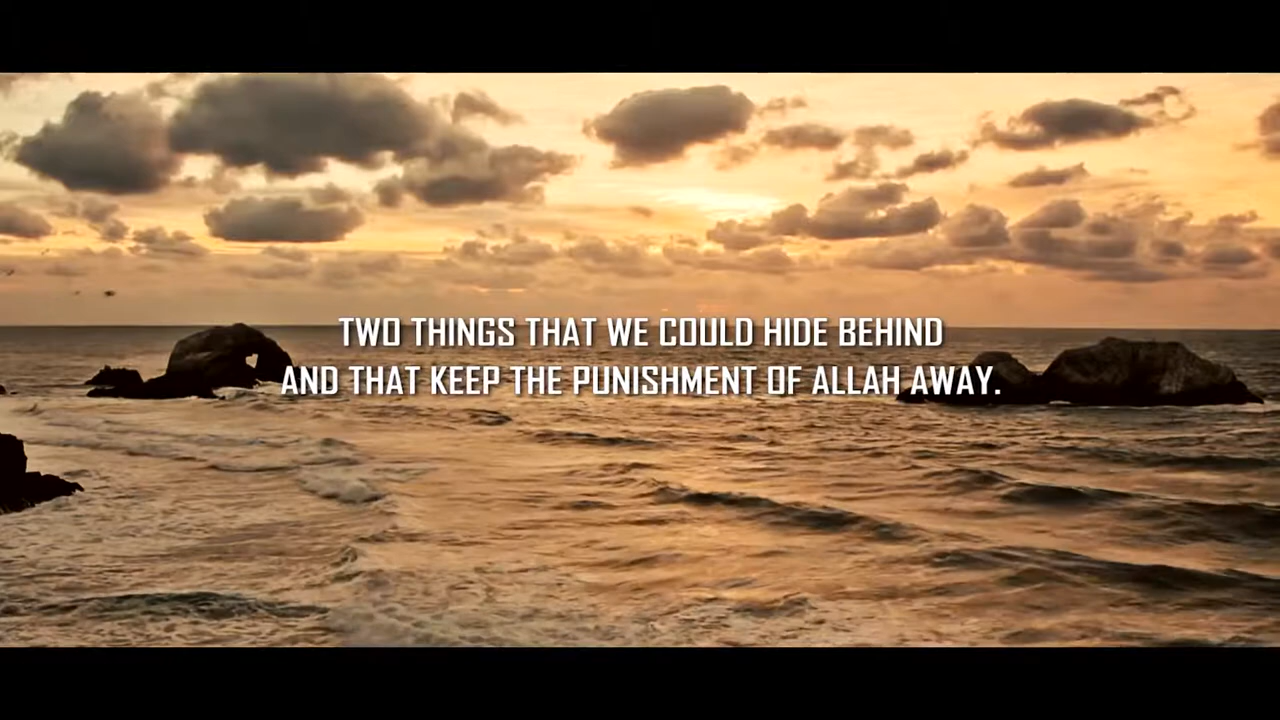 TWO THINGS THAT WE COULD HIDE BEHIND
AND THAT KEEP THE PUNISHMENT OF ALLAH AWAY.